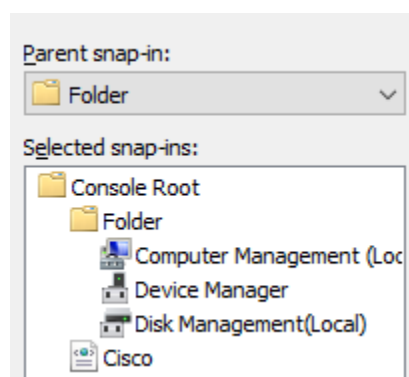 Parent snap-in:
Folder
Selected snap-ins:
Console Root
Folder
Computer Management (Loc
Device Manager
Disk Management(Local)
Cisco